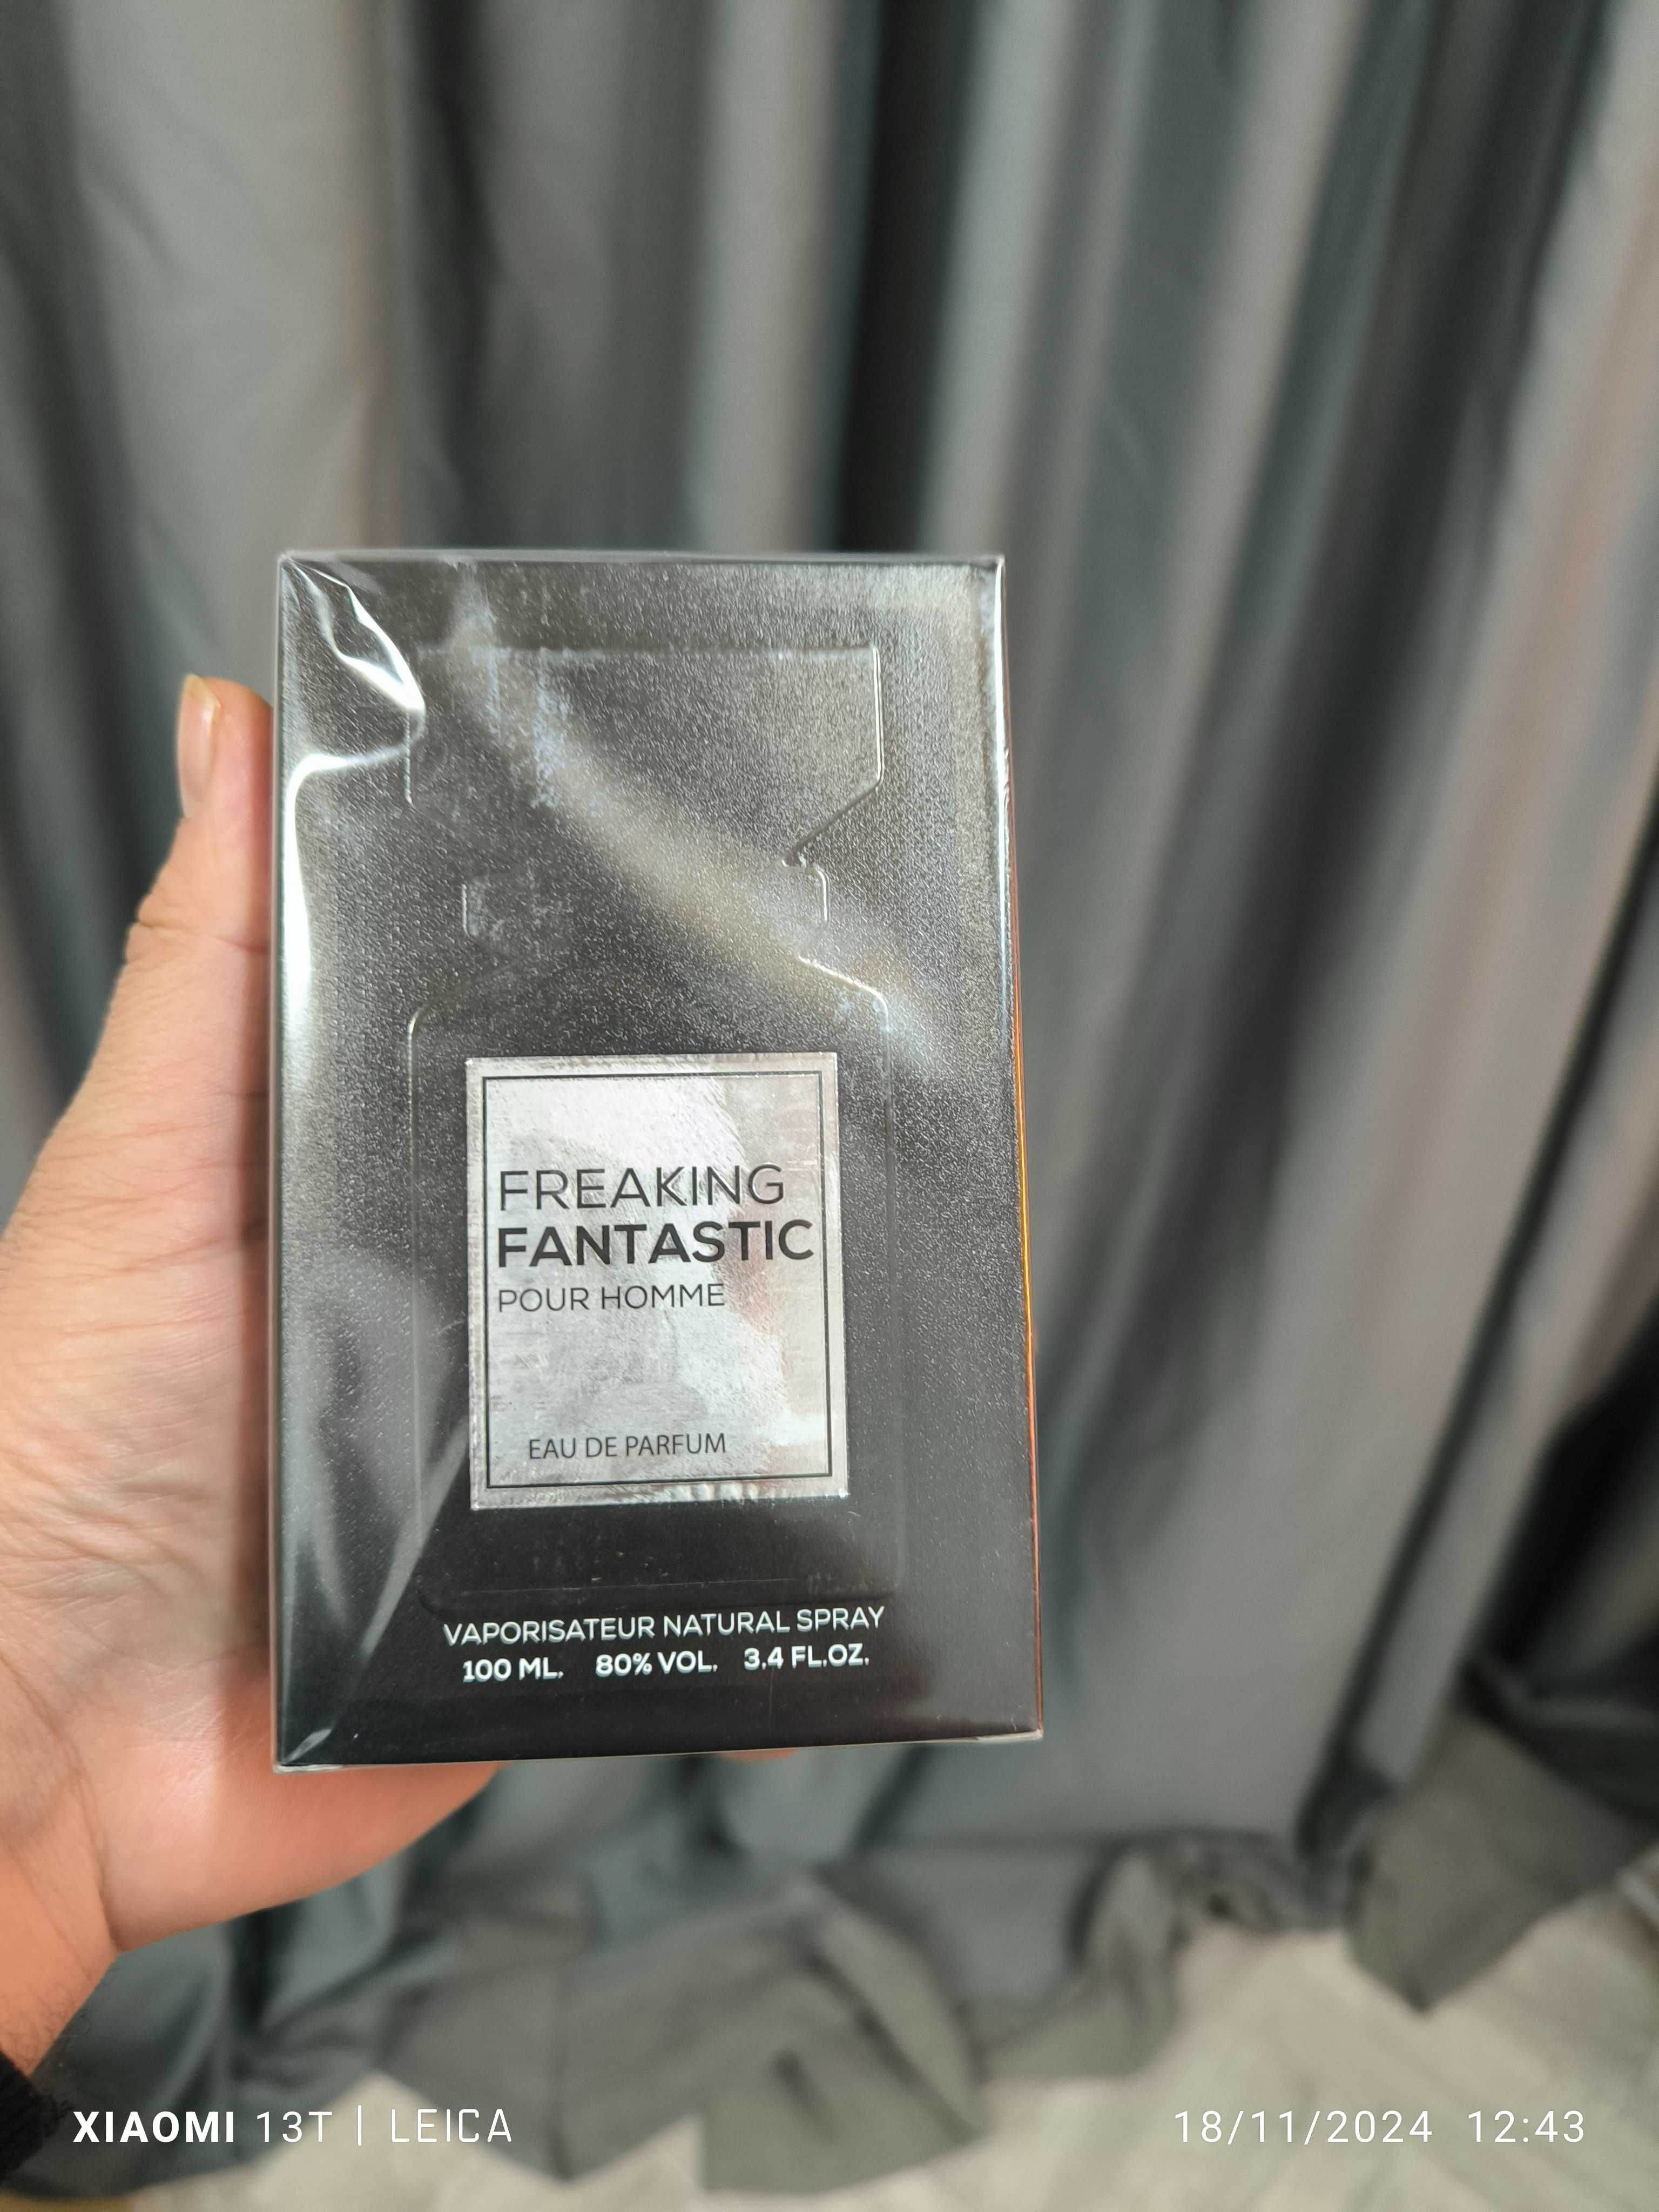 FREAKING
FANTASTIC
POUR HOMME
EAU DE PARFUM
VAPORISATEUR NATURAL SPRAY
100 ML. 80% VOL. 3.4 FL.OZ.
XIAOMI 13T | LEICA
18/11/2024 12:43